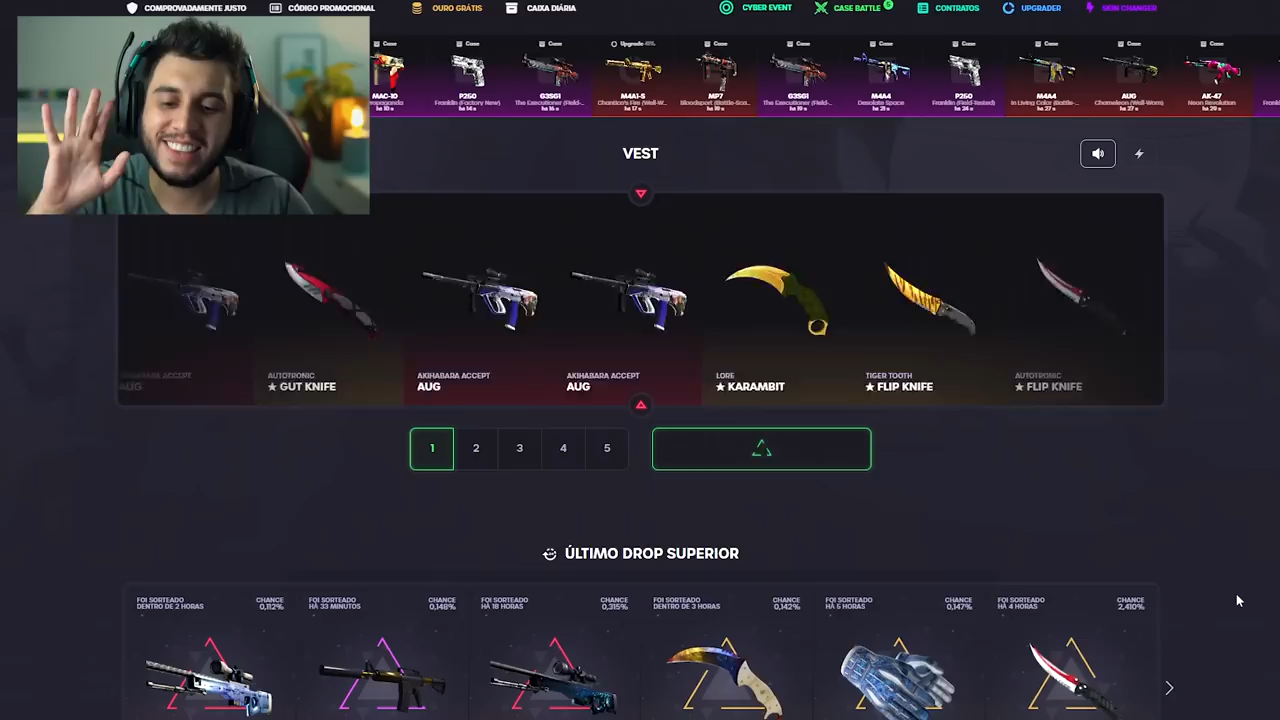 COMPROVADAMENTE JUSTO CÓDIGO PROMOCIONAL OURO GRÁTIS CAIXA DIÁRIA CYBER EVENT CASE BATTLE CONTRATOS UPGRADER SKIN CHANGER
Case Case Case Upgrade Case Case Case Case Case Case Case
MAC-10 P250 G3SG1 M4A1-S MP7 G3SG1 M4A4 P250 M4A4 AUG AK-47
Franklin (Factory New) The Executioner (Field- Chantico's Fire (Well-W... Bloodsport (Battle-Sca... The Executioner (Field- Desolate Space Franklin (Field-Tested) In Living Color (Battle-... Chameleon (Well-Worn) Neon Revolution
VEST
AKIHABARA ACCEPT AUTOTRONIC AKIHABARA ACCEPT AKIHABARA ACCEPT LORE TIGER TOOTH AUTOTRONIC
AUG ★ GUT KNIFE AUG AUG ★ KARAMBIT ★ FLIP KNIFE ★ FLIP KNIFE
1 2 3 4 5
ÚLTIMO DROP SUPERIOR
FOI SORTEADO CHANCE FOI SORTEADO CHANCE FOI SORTEADO CHANCE FOI SORTEADO CHANCE FOI SORTEADO CHANCE FOI SORTEADO CHANCE
DENTRO DE 2 HORAS 0,112% HÁ 33 MINUTOS 0,148% HÁ 18 HORAS 0,315% DENTRO DE 3 HORAS 0,142% HÁ 5 HORAS 0,147% HÁ 4 HORAS 2,410%